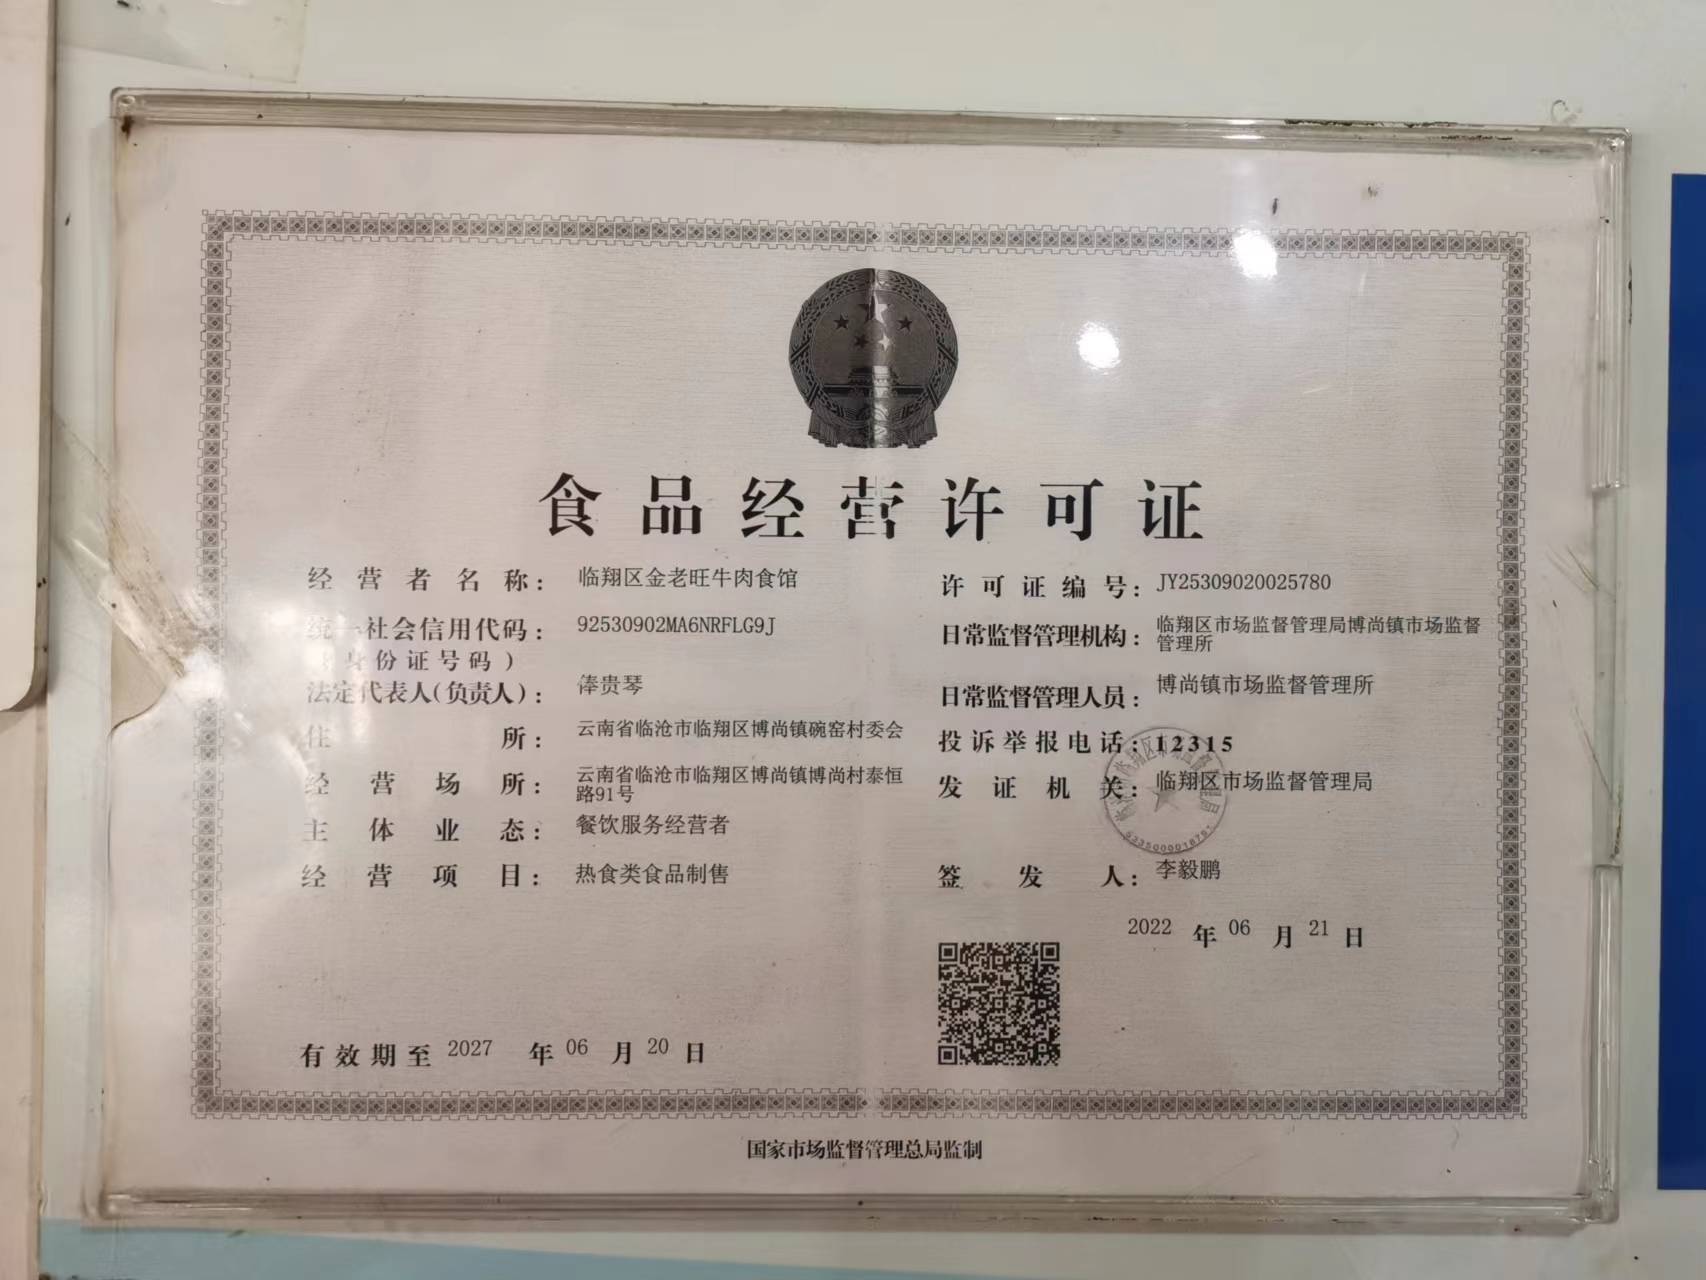 食品经营许可证
经营者名称： 临翔区金老旺牛肉食馆
统一社会信用代码： 92530902MA6NRFLG9J
（身份证号码）
法定代表人(负责人)： 俸贵琴
住所： 云南省临沧市临翔区博尚镇碗窑村委会
经营场所： 云南省临沧市临翔区博尚镇博尚村泰恒
路91号
主体业态： 餐饮服务经营者
经营项目： 热食类食品制售
有效期至 2027 年 06 月 20 日
许可证编号： JY25309020025780
日常监督管理机构： 临翔区市场监督管理局博尚镇市场监督
管理所
日常监督管理人员： 博尚镇市场监督管理所
投诉举报电话：12315
发证机关： 临翔区市场监督管理局
签发人： 李毅鹏
2022 年 06 月 21 日
国家市场监督管理总局监制